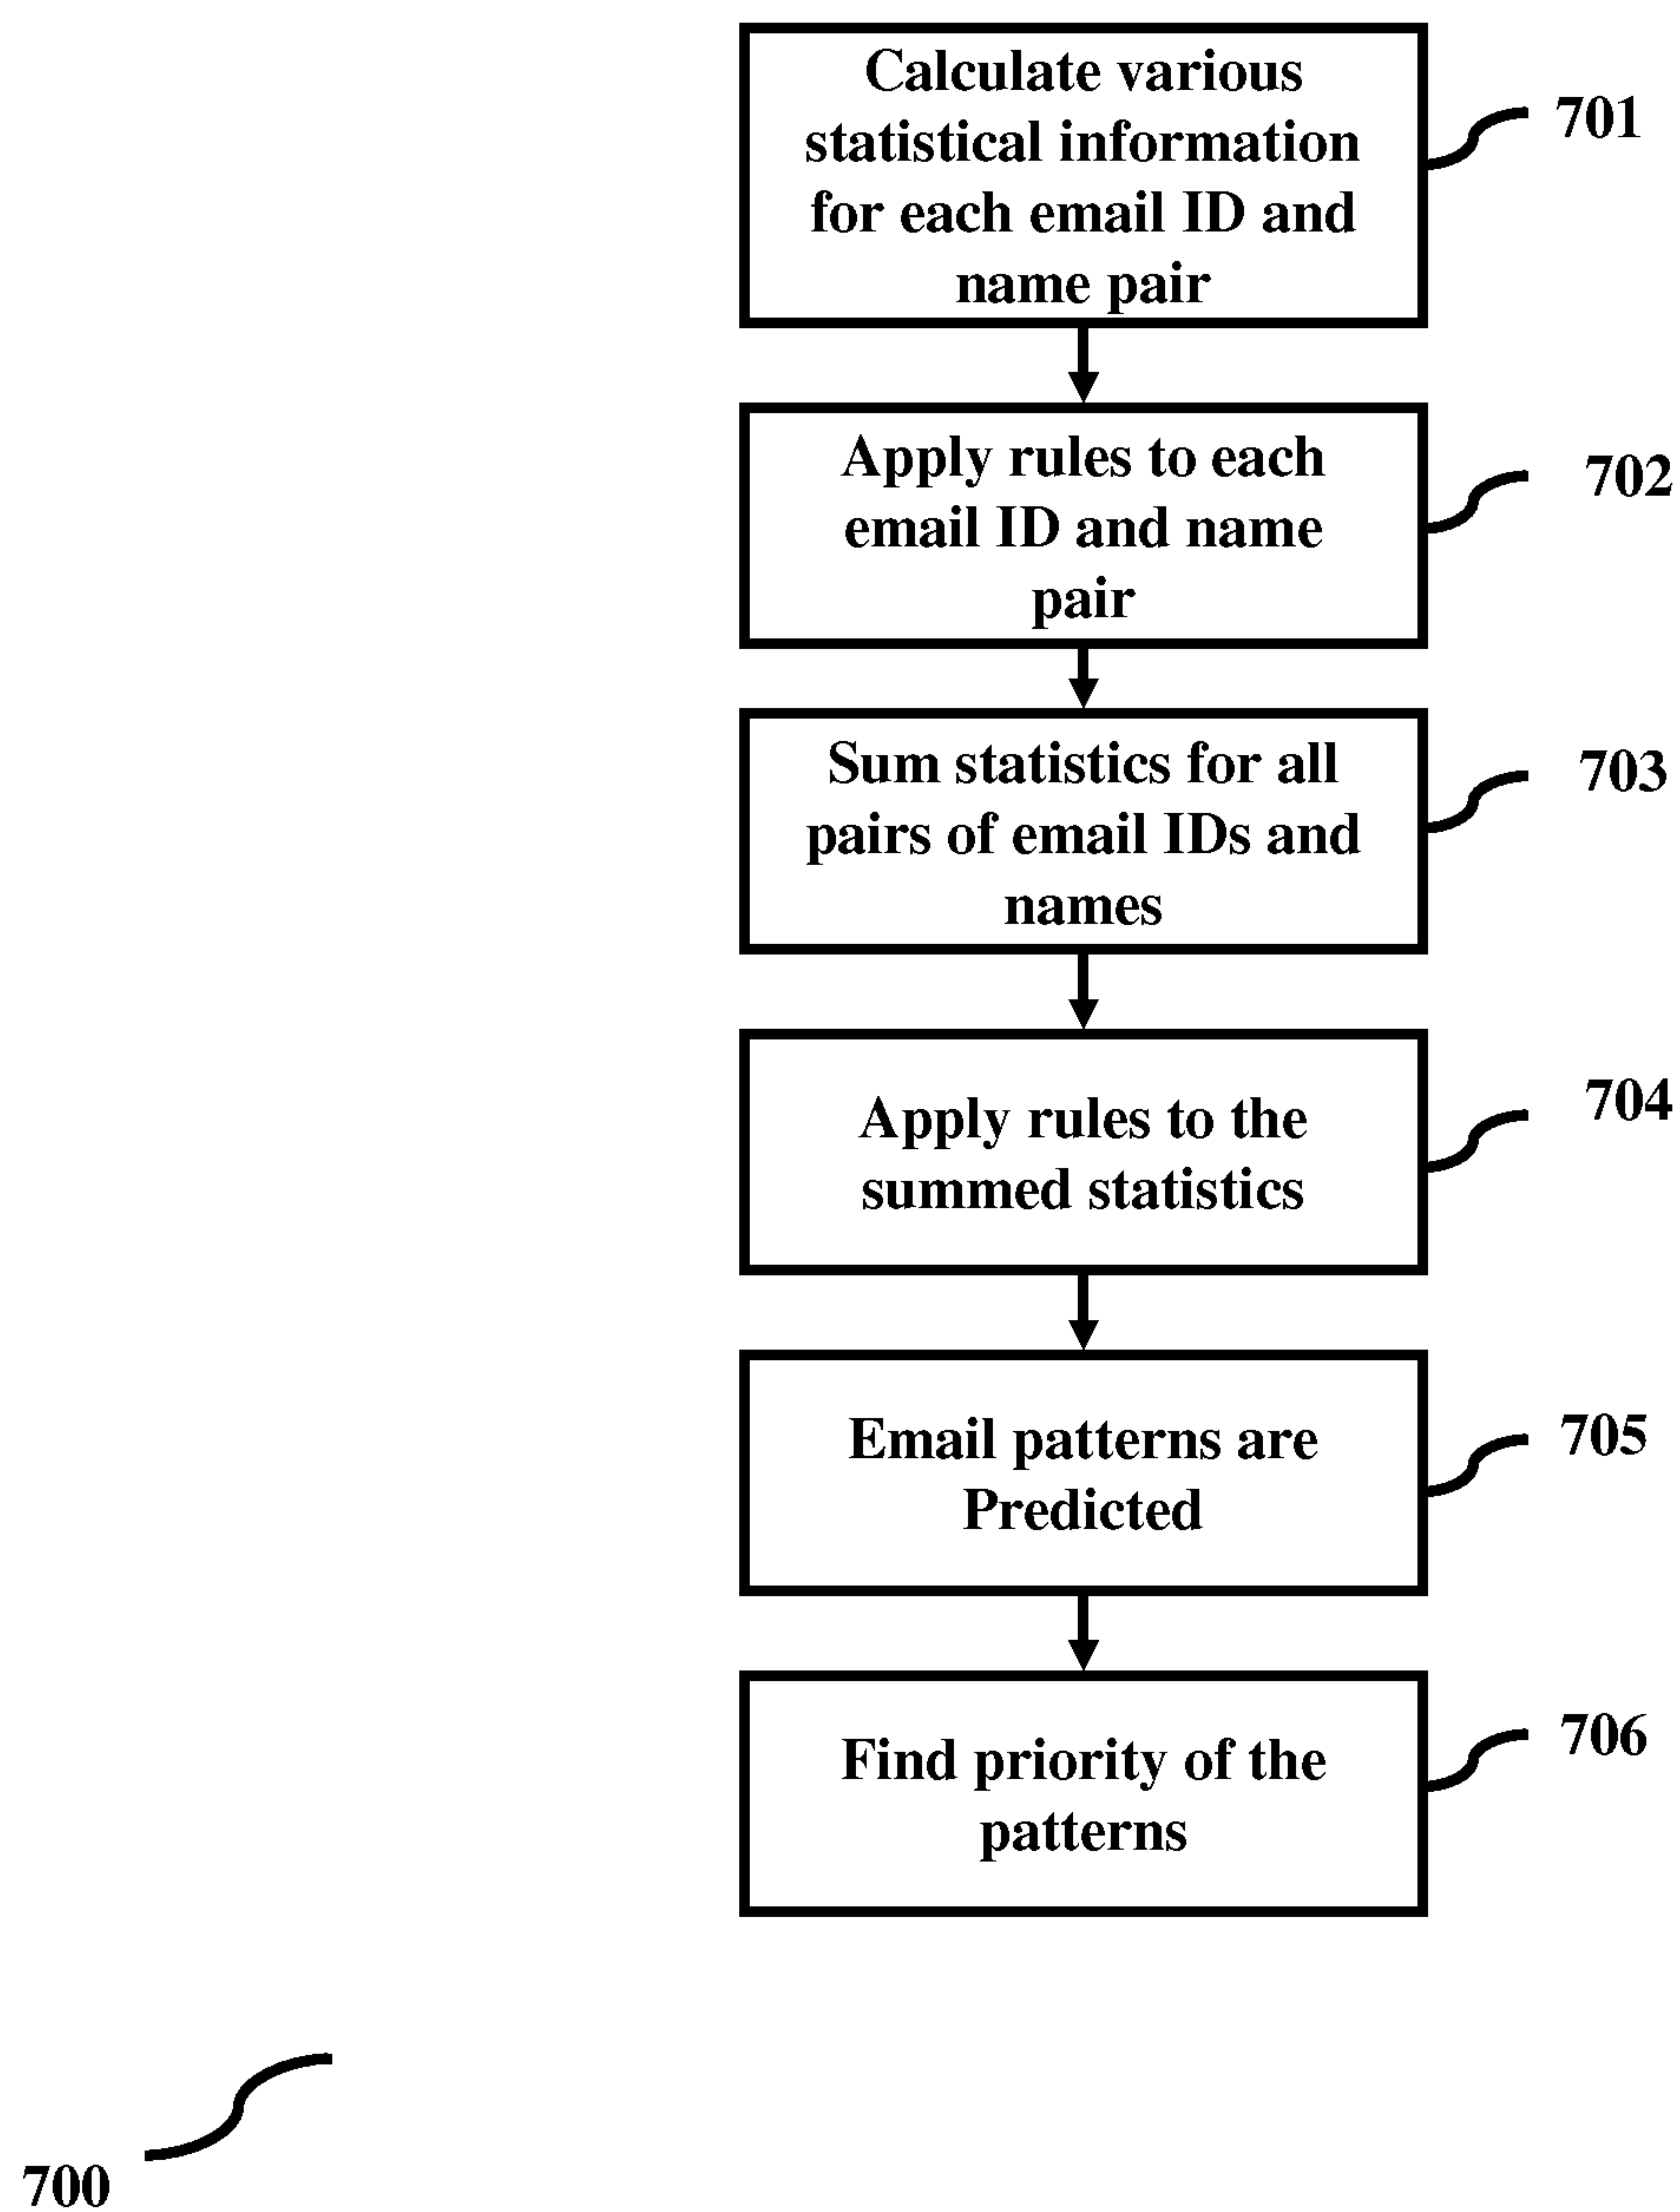 Calculate various
statistical information
for each email ID and
name pair
701
Apply rules to each
email ID and name
pair
702
Sum statistics for all
pairs of email IDs and
names
703
Apply rules to the
summed statistics
704
Email patterns are
Predicted
705
Find priority of the
patterns
706
700